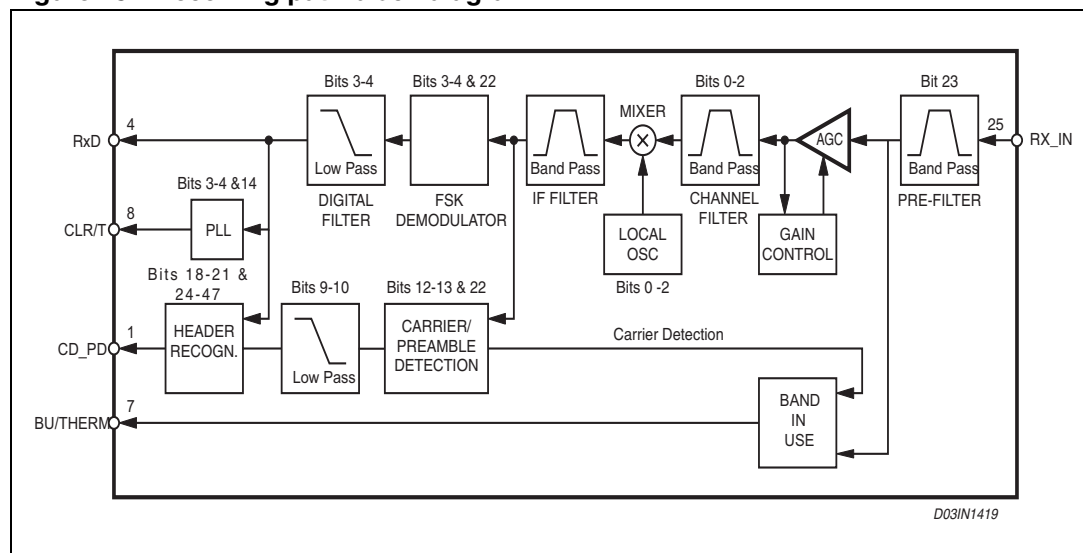 Bits 3-4
Bits 3-4 & 22
Bits 0-2
Bit 23
MIXER
4
RxD
Low Pass
Band Pass
Band Pass
AGC
Band Pass
25
RX_IN
DIGITAL
FILTER
FSK
DEMODULATOR
IF FILTER
CHANNEL
FILTER
PRE-FILTER
Bits 3-4 &14
8
CLR/T
PLL
LOCAL
OSC
GAIN
CONTROL
Bits 0 -2
Bits 18-21 &
24-47
Bits 9-10
Bits 12-13 & 22
1
CD_PD
HEADER
RECOGN.
Low Pass
CARRIER/
PREAMBLE
DETECTION
Carrier Detection
7
BU/THERM
BAND
IN
USE
D03IN1419